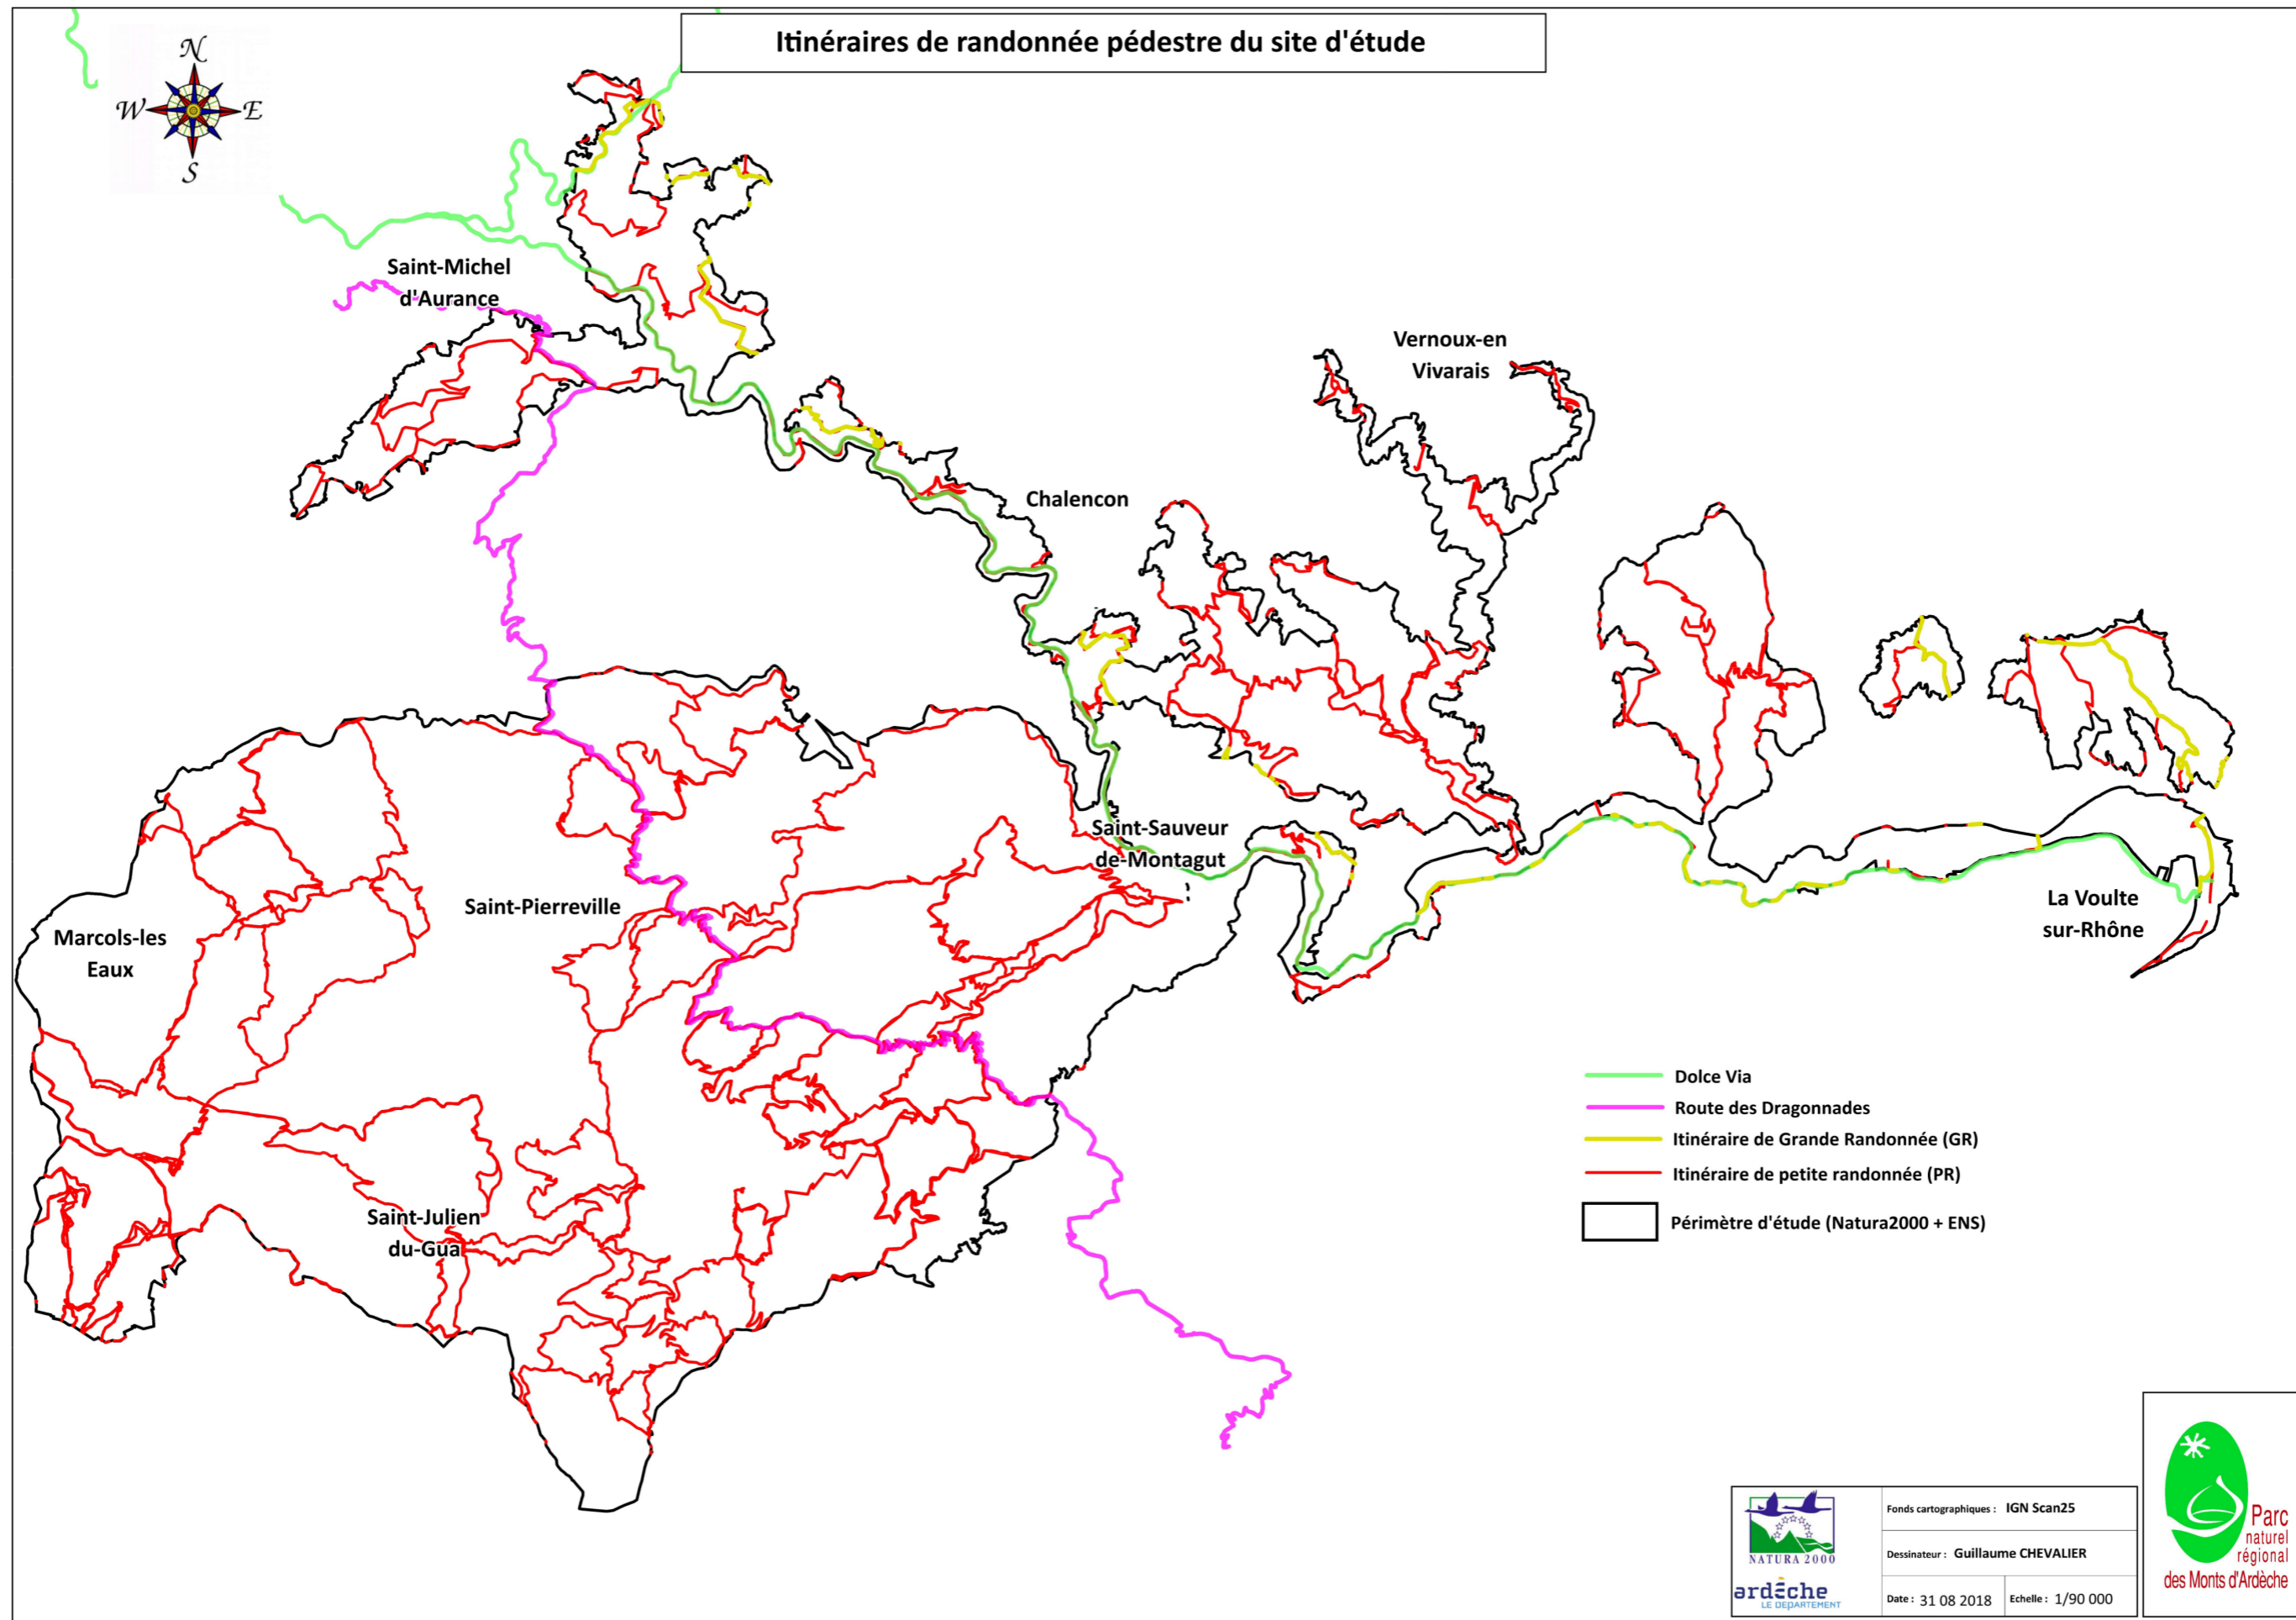 Itinéraires de randonnée pédestre du site d'étude
N
W
E
S
Saint-Michel
d'Aurance
Vernoux-en
Vivarais
Chalencon
Saint-Sauveur
de-Montagut
Saint-Pierreville
Marcols-les
Eaux
La Voulte
sur-Rhône
Saint-Julien
du-Gua
Dolce Via
Route des Dragonnades
Itinéraire de Grande Randonnée (GR)
Itinéraire de petite randonnée (PR)
Périmètre d'étude (Natura2000 + ENS)
NATURA 2000
ardèche
LE DÉPARTEMENT
Fonds cartographiques : IGN Scan25
Dessinateur : Guillaume CHEVALIER
Date : 31 08 2018
Echelle : 1/90 000
Parc
naturel
régional
des Monts d'Ardèche